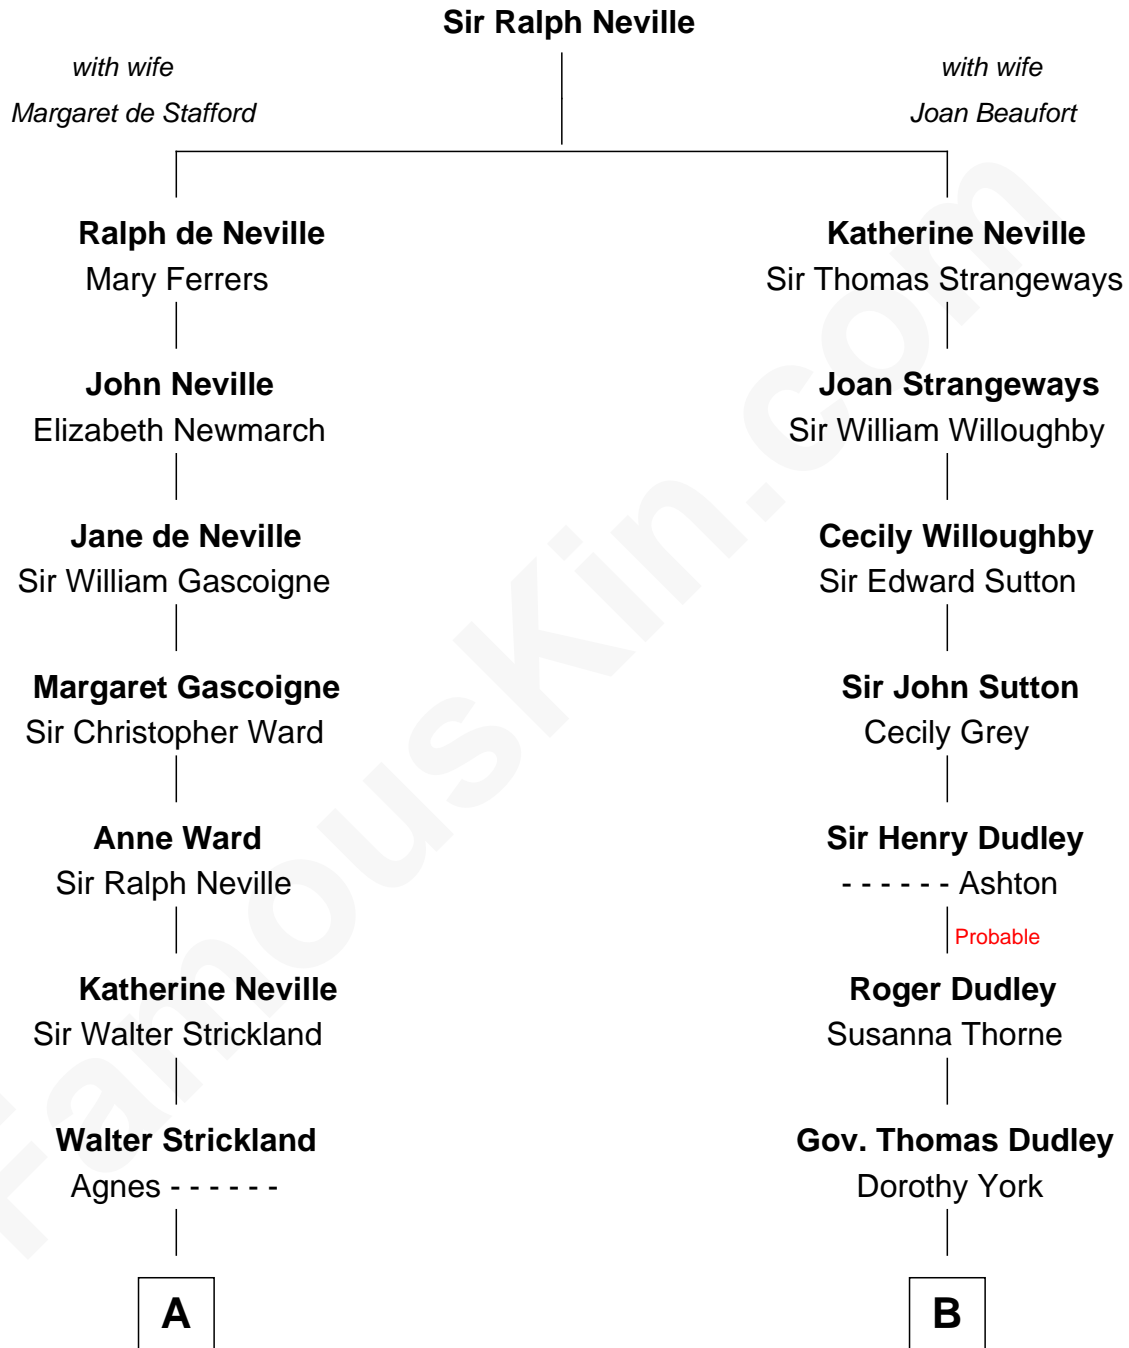 Sir Ralph Neville
with wife
Margaret de Stafford
with wife
Joan Beaufort
Ralph de Neville
Mary Ferrers
Katherine Neville
Sir Thomas Strangeways
John Neville
Elizabeth Newmarch
Joan Strangeways
Sir William Willoughby
Jane de Neville
Sir William Gascoigne
Cecily Willoughby
Sir Edward Sutton
Margaret Gascoigne
Sir Christopher Ward
Sir John Sutton
Cecily Grey
Anne Ward
Sir Ralph Neville
Sir Henry Dudley
- - - - - - Ashton
Probable
Katherine Neville
Sir Walter Strickland
Roger Dudley
Susanna Thorne
Walter Strickland
Agnes - - - - - -
Gov. Thomas Dudley
Dorothy York
A
B
FamousKin.com